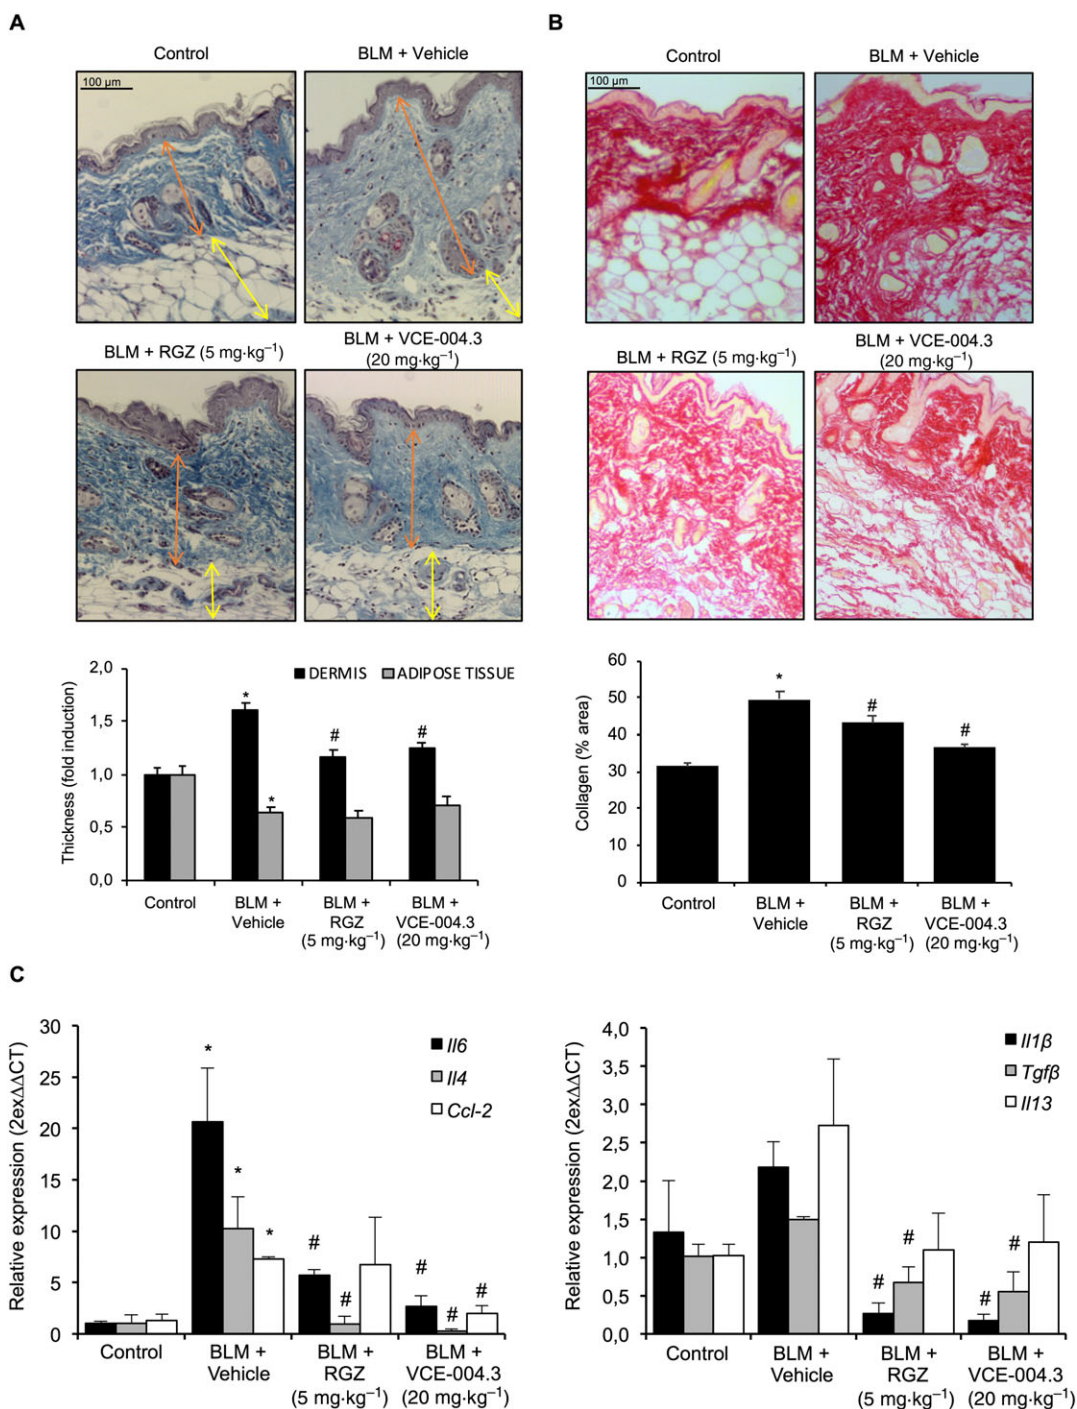 A
Control
BLM + Vehicle
100 µm
BLM + RGZ (5 mg·kg⁻¹)
BLM + VCE-004.3
(20 mg·kg⁻¹)
2,0
1,5
1,0
0,5
0,0
Thickness (fold induction)
DERMIS
ADIPOSE TISSUE
*
*
#
#
Control
BLM +
Vehicle
BLM +
RGZ
(5 mg·kg⁻¹)
BLM +
VCE-004.3
(20 mg·kg⁻¹)
B
Control
BLM + Vehicle
100 µm
BLM + RGZ (5 mg·kg⁻¹)
BLM + VCE-004.3
(20 mg·kg⁻¹)
60
50
40
30
20
10
0
Collagen (% area)
*
#
#
Control
BLM +
Vehicle
BLM +
RGZ
(5 mg·kg⁻¹)
BLM +
VCE-004.3
(20 mg·kg⁻¹)
C
30
25
20
15
10
5
0
Relative expression (2exΔΔCT)
Il6
Il4
Ccl-2
*
*
*
#
#
#
#
#
Control
BLM +
Vehicle
BLM +
RGZ
(5 mg·kg⁻¹)
BLM +
VCE-004.3
(20 mg·kg⁻¹)
4,0
3,5
3,0
2,5
2,0
1,5
1,0
0,5
0,0
Relative expression (2exΔΔCT)
Il1β
Tgfβ
Il13
#
#
#
#
Control
BLM +
Vehicle
BLM +
RGZ
(5 mg·kg⁻¹)
BLM +
VCE-004.3
(20 mg·kg⁻¹)